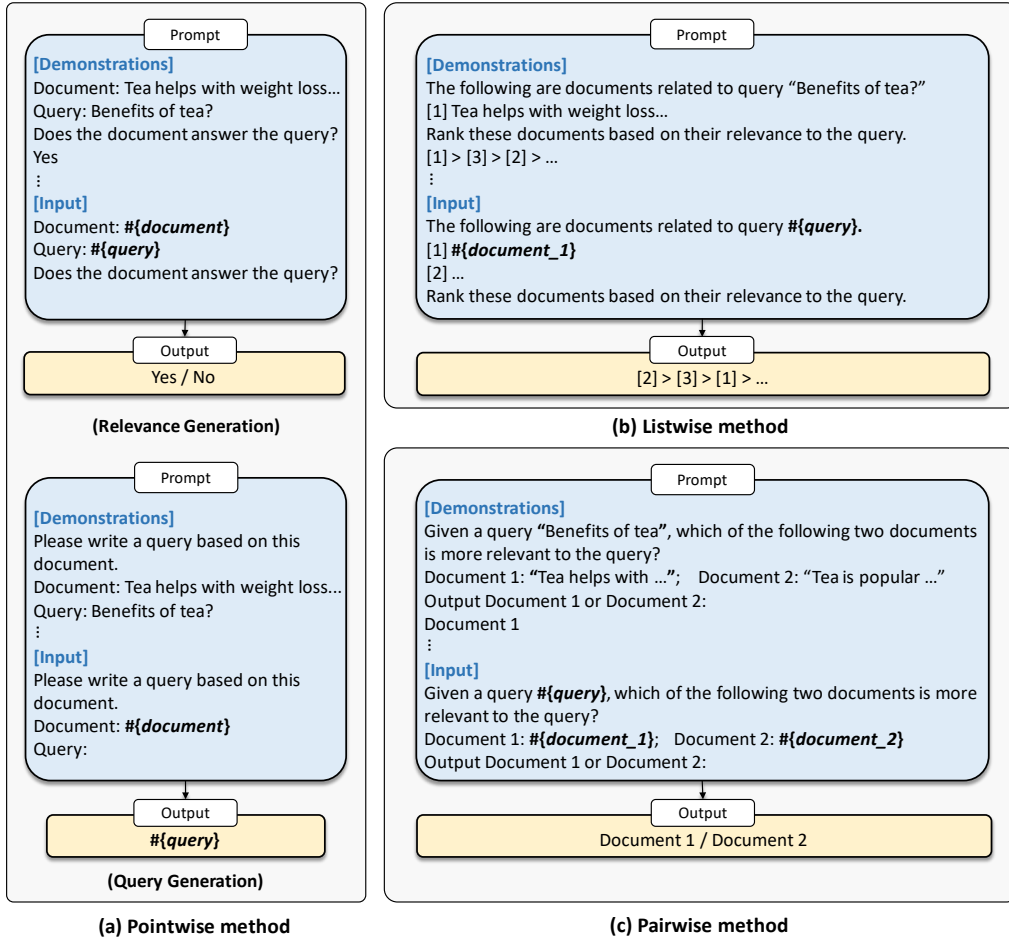 Prompt
[Demonstrations]
Document: Tea helps with weight loss...
Query: Benefits of tea?
Does the document answer the query?
Yes
⋮
[Input]
Document: #{document}
Query: #{query}
Does the document answer the query?
Output
Yes / No
(Relevance Generation)
Prompt
[Demonstrations]
Please write a query based on this
document.
Document: Tea helps with weight loss...
Query: Benefits of tea?
⋮
[Input]
Please write a query based on this
document.
Document: #{document}
Query:
Output
#{query}
(Query Generation)
(a) Pointwise method
Prompt
[Demonstrations]
The following are documents related to query “Benefits of tea?”
[1] Tea helps with weight loss...
Rank these documents based on their relevance to the query.
[1] > [3] > [2] > ...
⋮
[Input]
The following are documents related to query #{query}.
[1] #{document_1}
[2] ...
Rank these documents based on their relevance to the query.
Output
[2] > [3] > [1] > ...
(b) Listwise method
Prompt
[Demonstrations]
Given a query “Benefits of tea”, which of the following two documents
is more relevant to the query?
Document 1: “Tea helps with ...”; Document 2: “Tea is popular ...”
Output Document 1 or Document 2:
Document 1
⋮
[Input]
Given a query #{query}, which of the following two documents is more
relevant to the query?
Document 1: #{document_1}; Document 2: #{document_2}
Output Document 1 or Document 2:
Output
Document 1 / Document 2
(c) Pairwise method